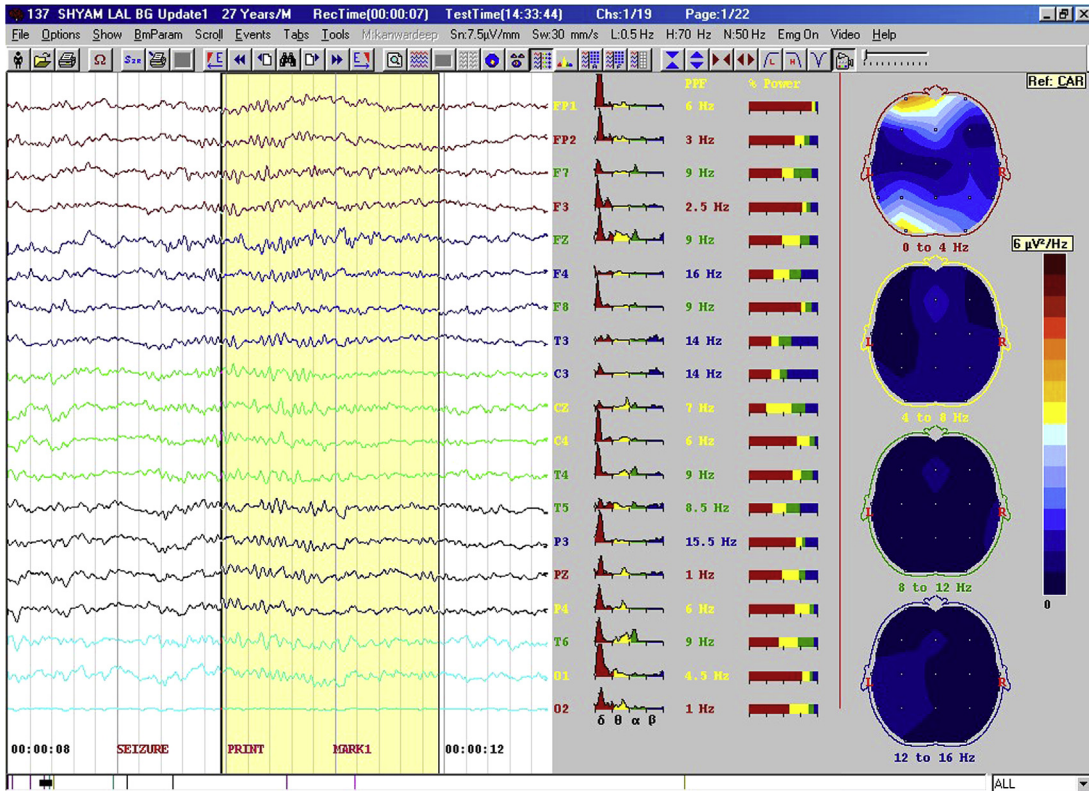 137 SHYAM LAL BG Update1 27 Years/M RecTime(00:00:07) TestTime(14:33:44) Chs:1/19 Page:1/22
File Options Show BmParam Scroll Events Tabs Tools Mikanwardeep Sn:7.5µV/mm Sw:30 mm/s L:0.5 Hz H:70 Hz N:50 Hz Emg On Video Help
PPF % Power Ref: CAR
FP1 6 Hz
FP2 3 Hz
F7 9 Hz
L R
F3 2.5 Hz
FZ 9 Hz
0 to 4 Hz
6 µV²/Hz
F4 16 Hz
F8 9 Hz
T3 14 Hz
L R
C3 14 Hz
CZ 7 Hz
4 to 8 Hz
C4 6 Hz
T4 9 Hz
T5 8.5 Hz
L R
P3 15.5 Hz
PZ 1 Hz
8 to 12 Hz
0
P4 6 Hz
T6 9 Hz
O1 4.5 Hz
L R
O2 1 Hz
δ θ α β
00:00:08 SEIZURE PRINT MARK1 00:00:12
12 to 16 Hz
ALL